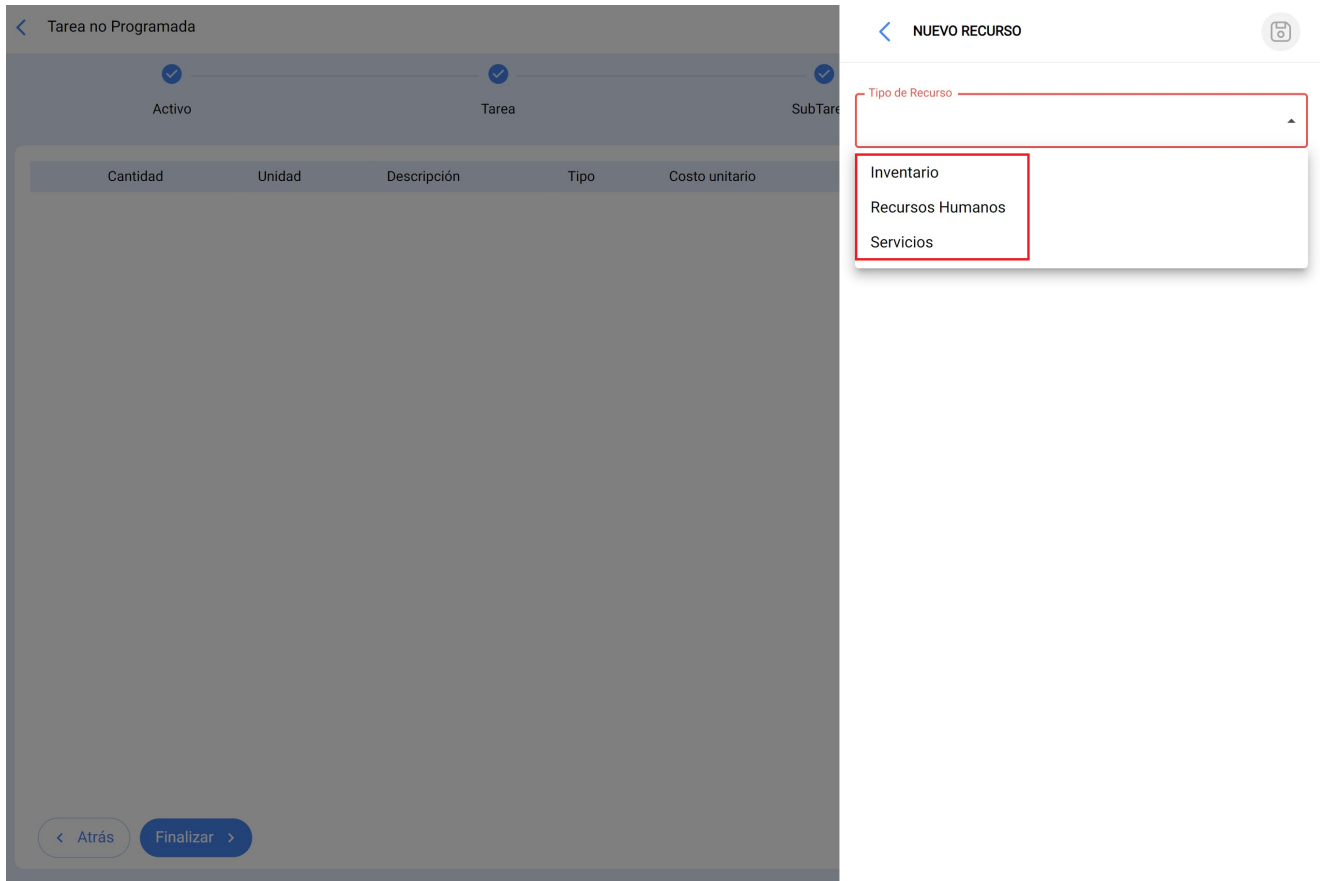 Tarea no Programada
NUEVO RECURSO
Activo
Tarea
SubTare
Tipo de Recurso
Cantidad Unidad Descripción Tipo Costo unitario
Inventario
Recursos Humanos
Servicios
Atrás
Finalizar